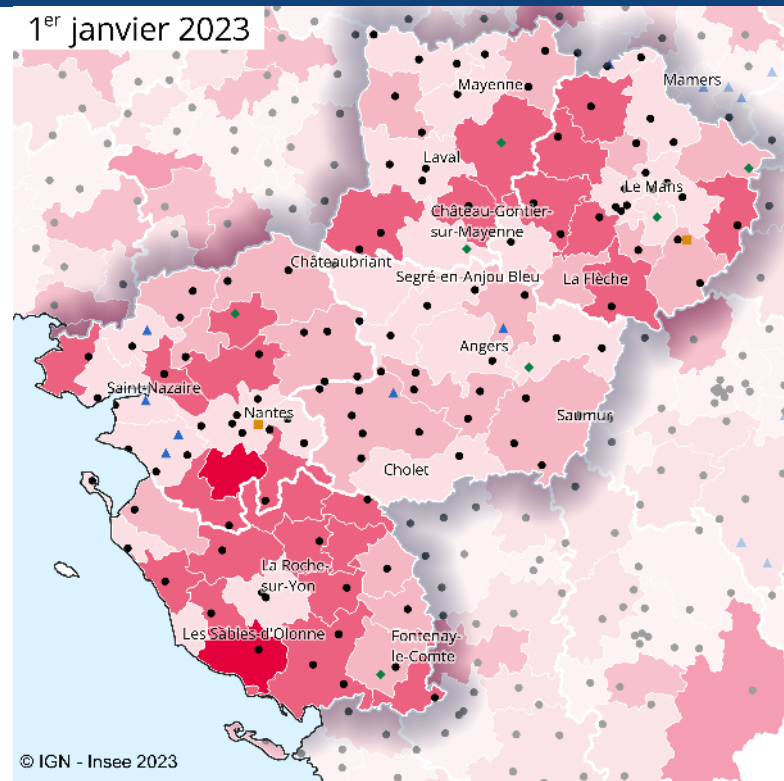 1er janvier 2023
Mayenne
Mamers
Laval
Le Mans
Château-Gontier-
sur-Mayenne
Châteaubriant
Segré-en-Anjou Bleu
La Flèche
Angers
Saint-Nazaire
Nantes
Saumur
Cholet
La Roche-
sur-Yon
Les Sables-d'Olonne
Fontenay-
le-Comte
© IGN - Insee 2023